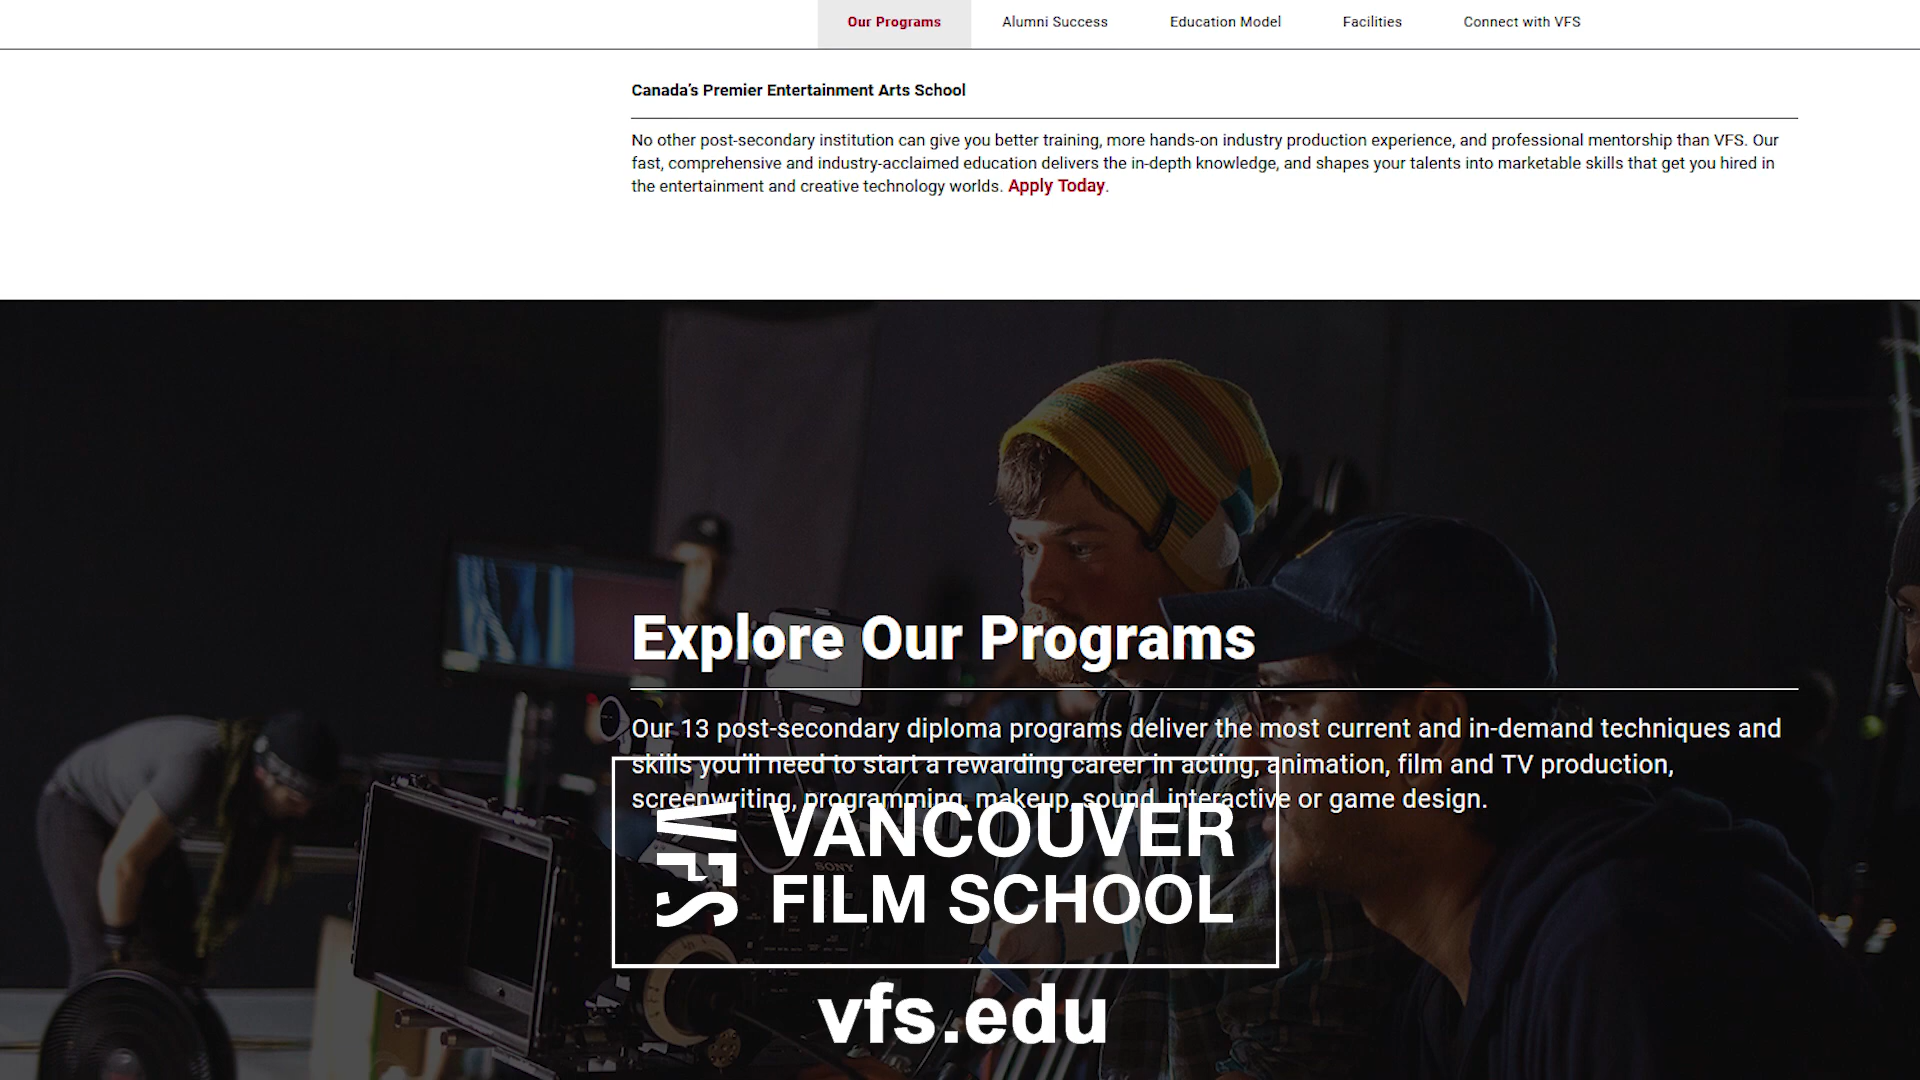 Our Programs
Alumni Success
Education Model
Facilities
Connect with VFS
Canada's Premier Entertainment Arts School
No other post-secondary institution can give you better training, more hands-on industry production experience, and professional mentorship than VFS. Our
fast, comprehensive and industry-acclaimed education delivers the in-depth knowledge, and shapes your talents into marketable skills that get you hired in
the entertainment and creative technology worlds. Apply Today.
Explore Our Programs
Our 13 post-secondary diploma programs deliver the most current and in-demand techniques and
skills you'll need to start a rewarding career in acting, animation, film and TV production,
screenwriting, programming, makeup, sound, interactive or game design.
VFS
VANCOUVER
FILM SCHOOL
SONY
vfs.edu